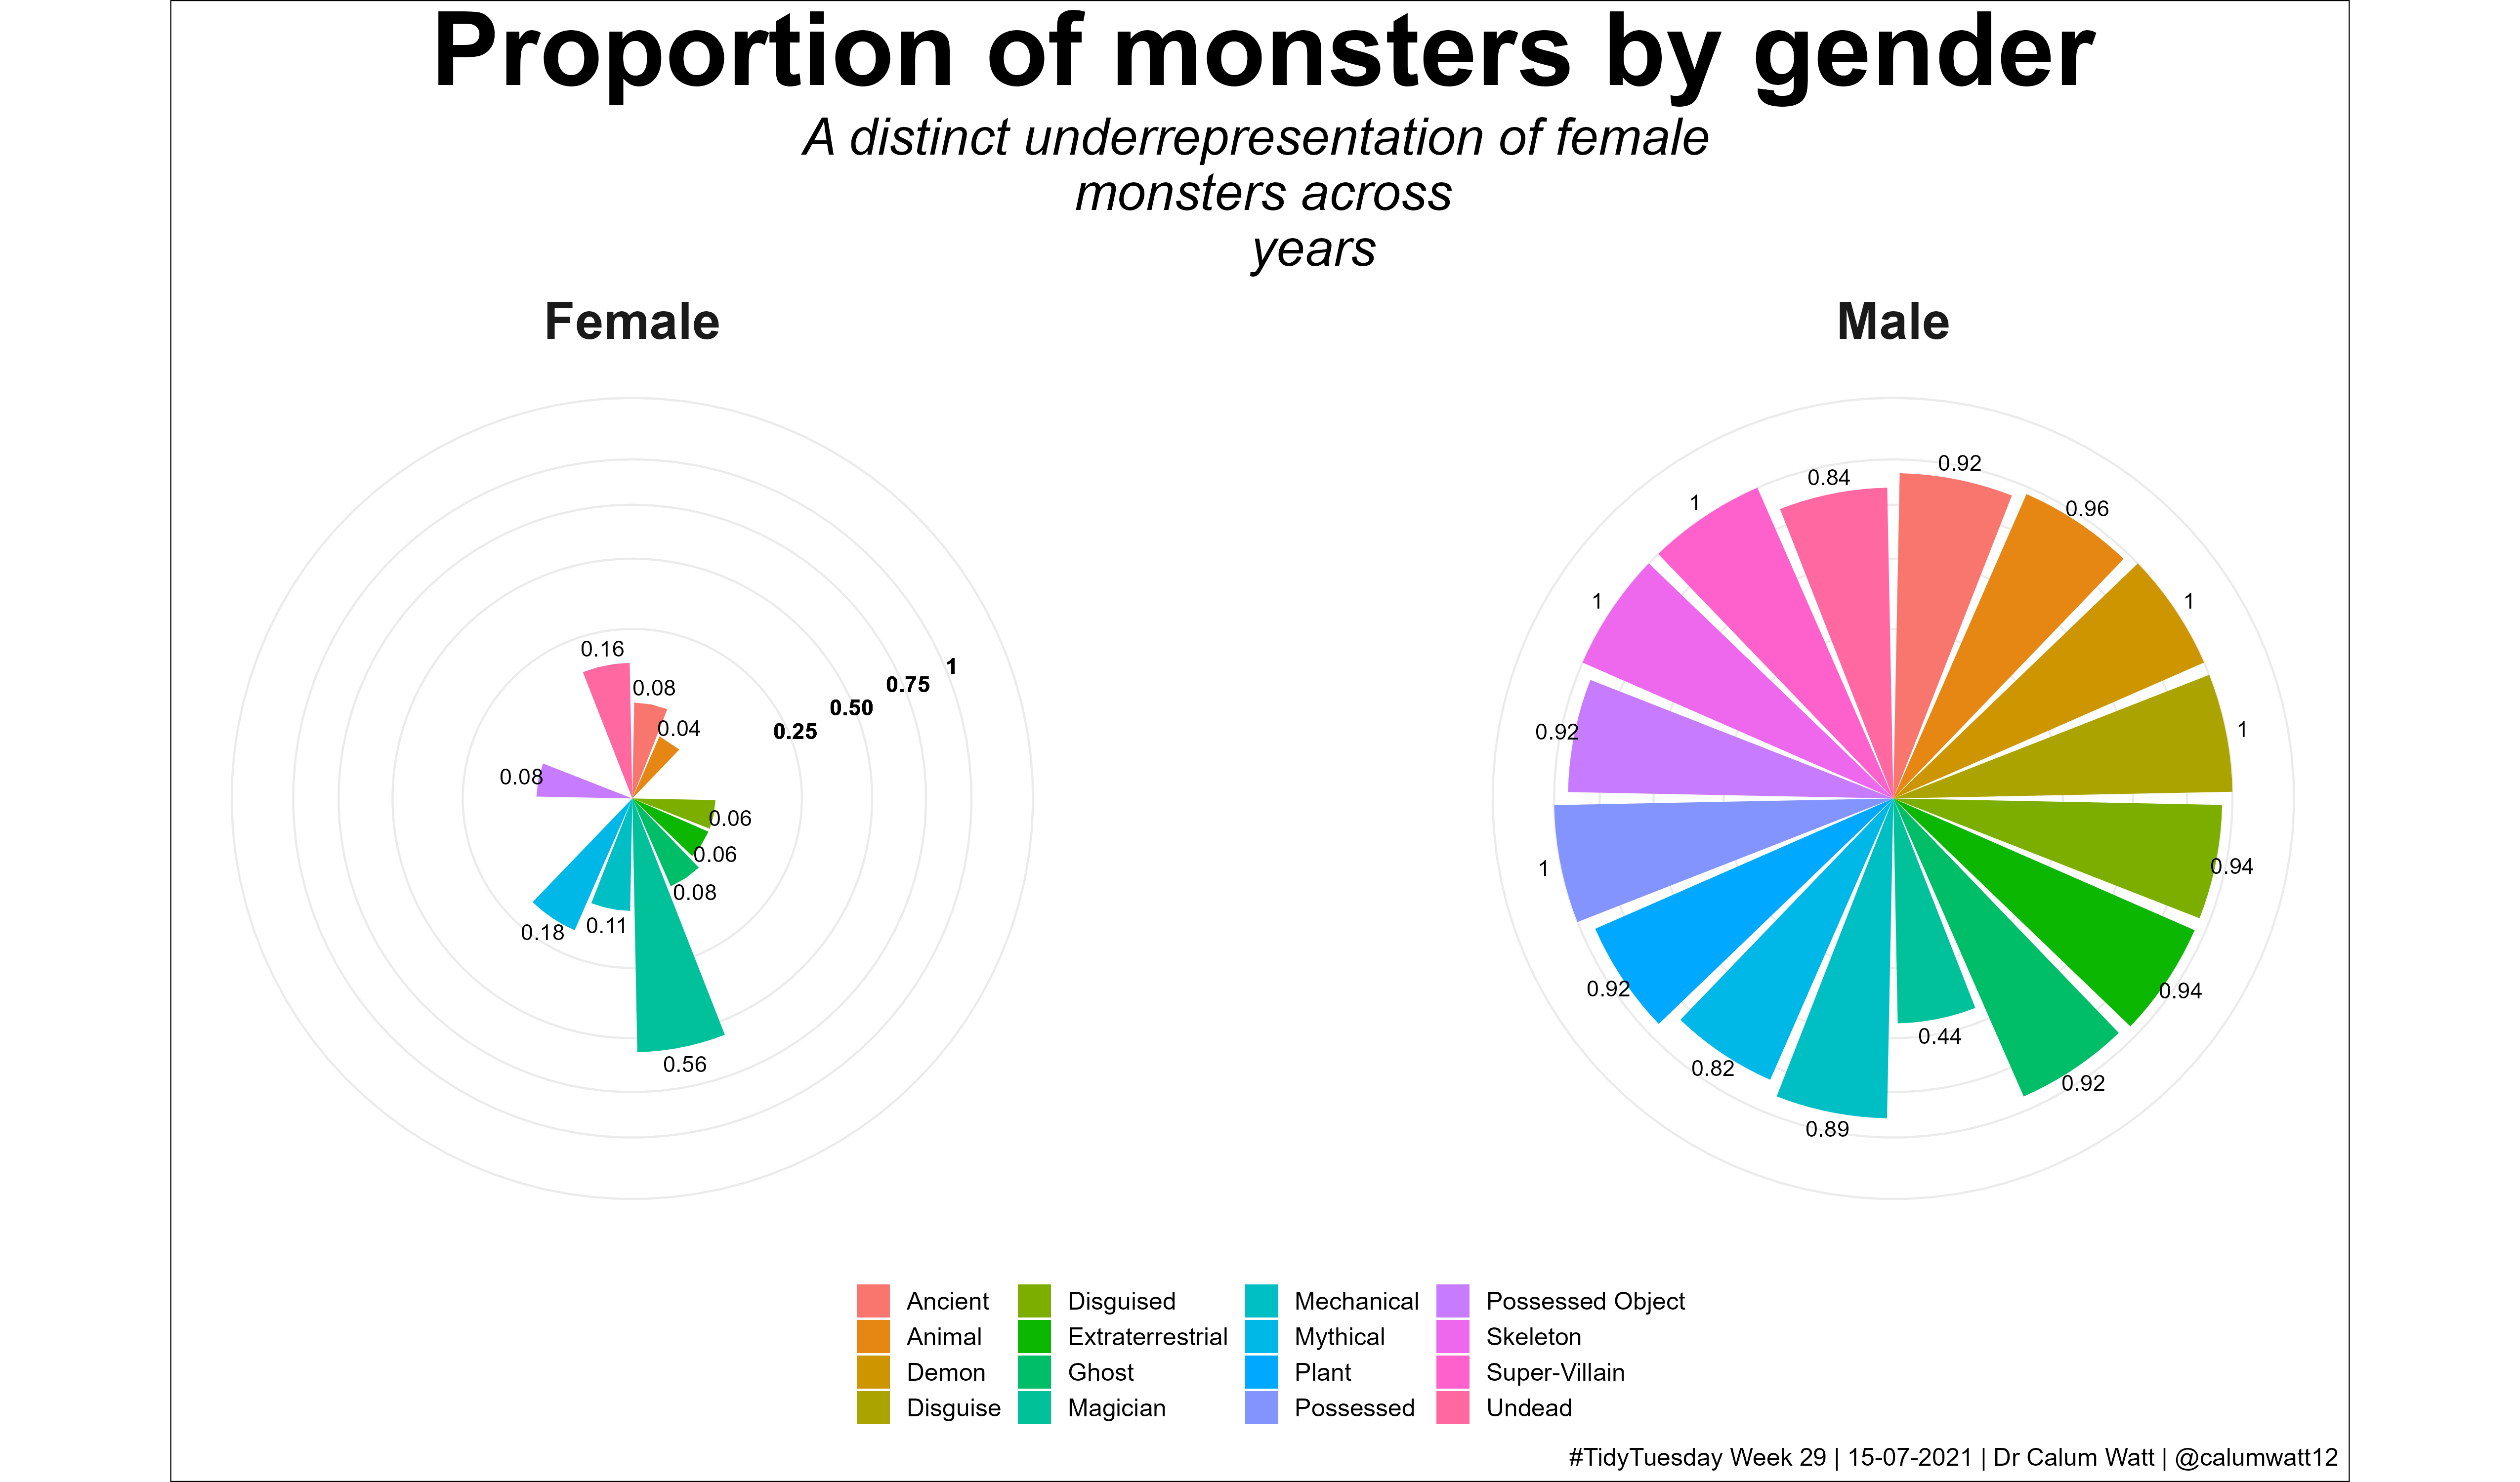 Proportion of monsters by gender
A distinct underrepresentation of female
monsters across
years
Female
Male
0.16
0.08
0.04
0.08
0.06
0.06
0.08
0.18
0.11
0.56
0.25
0.50
0.75
1
0.84
0.92
0.96
1
1
0.94
0.94
0.92
0.44
0.89
0.82
0.92
1
0.92
1
1
Ancient
Animal
Demon
Disguise
Disguised
Extraterrestrial
Ghost
Magician
Mechanical
Mythical
Plant
Possessed
Possessed Object
Skeleton
Super-Villain
Undead
#TidyTuesday Week 29 | 15-07-2021 | Dr Calum Watt | @calumwatt12